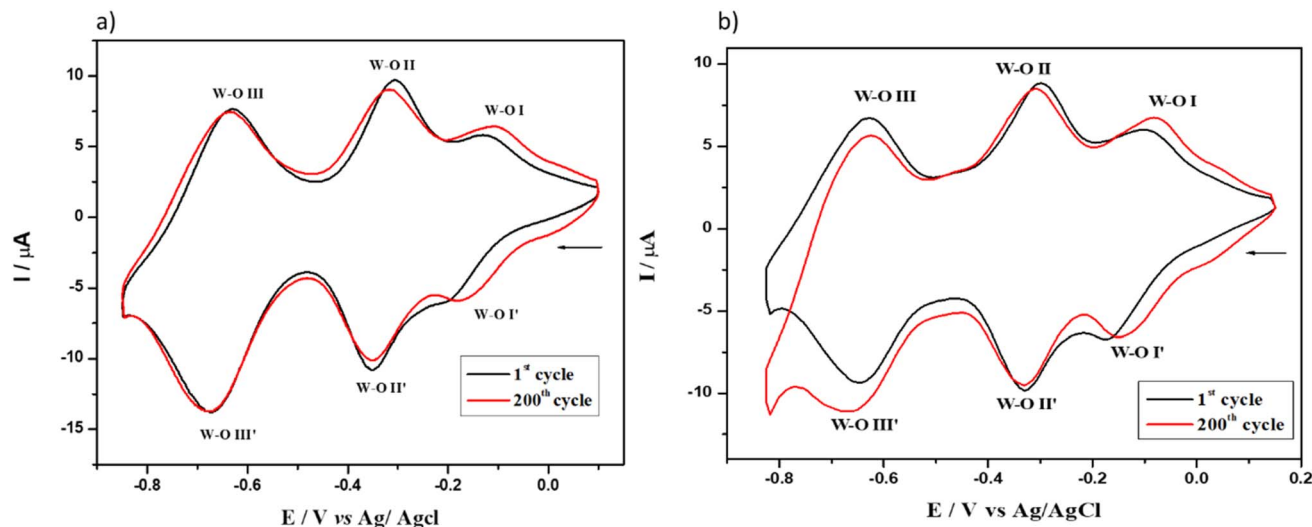 a)
10
5
0
-5
-10
-15
I / μA
W-O III
W-O II
W-O I
W-O III'
W-O II'
W-O I'
1st cycle
200th cycle
-0.8
-0.6
-0.4
-0.2
0.0
E / V vs Ag/ Agcl
b)
10
5
0
-5
-10
I / μA
W-O III
W-O II
W-O I
W-O III'
W-O II'
W-O I'
1st cycle
200th cycle
-0.8
-0.6
-0.4
-0.2
0.0
0.2
E / V vs Ag/AgCl